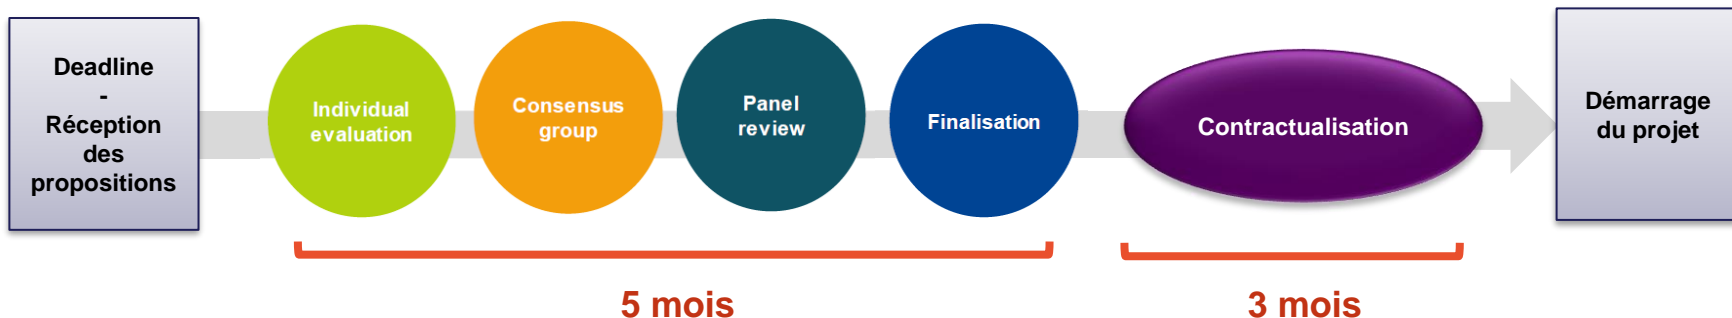 Deadline
-
Réception
des
propositions
Individual
evaluation
Consensus
group
Panel
review
Finalisation
Contractualisation
Démarrage
du projet
5 mois
3 mois